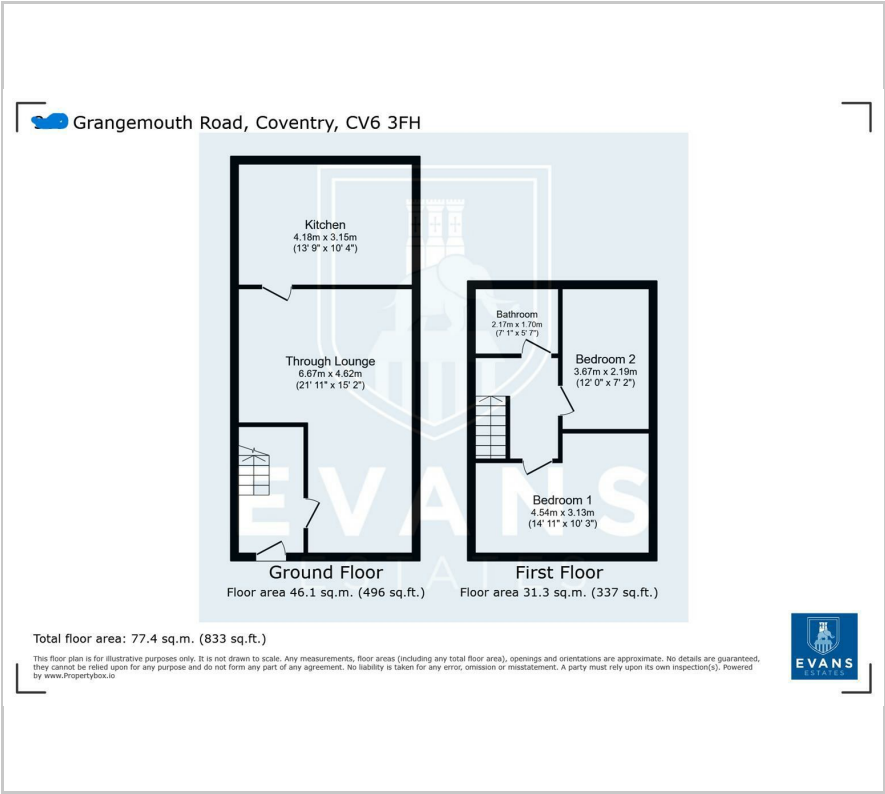 Grangemouth Road, Coventry, CV6 3FH
Kitchen
4.18m x 3.15m
(13' 9" x 10' 4")
Through Lounge
6.67m x 4.62m
(21' 11" x 15' 2")
Bathroom
2.17m x 1.70m
(7' 1" x 5' 7")
Bedroom 2
3.67m x 2.19m
(12' 0" x 7' 2")
Bedroom 1
4.54m x 3.13m
(14' 11" x 10' 3")
EVANS
ESTATES
Ground Floor
Floor area 46.1 sq.m. (496 sq.ft.)
First Floor
Floor area 31.3 sq.m. (337 sq.ft.)
Total floor area: 77.4 sq.m. (833 sq.ft.)
This floor plan is for illustrative purposes only. It is not drawn to scale. Any measurements, floor areas (including any total floor area), openings and orientations are approximate. No details are guaranteed,
they cannot be relied upon for any purpose and do not form any part of any agreement. No liability is taken for any error, omission or misstatement. A party must rely upon its own inspection(s). Powered
by www.Propertybox.io
EVANS
ESTATES